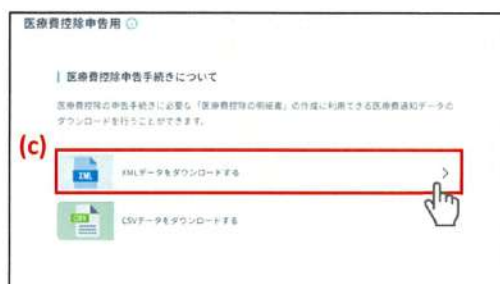 医療費控除申告用
医療費控除申告手続きについて
医療費控除の申告手続きに必要な「医療費控除の明細書」の作成に利用できる医療費通知データの
ダウンロードを行うことができます。
(c)
XML
XMLデータをダウンロードする
CSV
CSVデータをダウンロードする